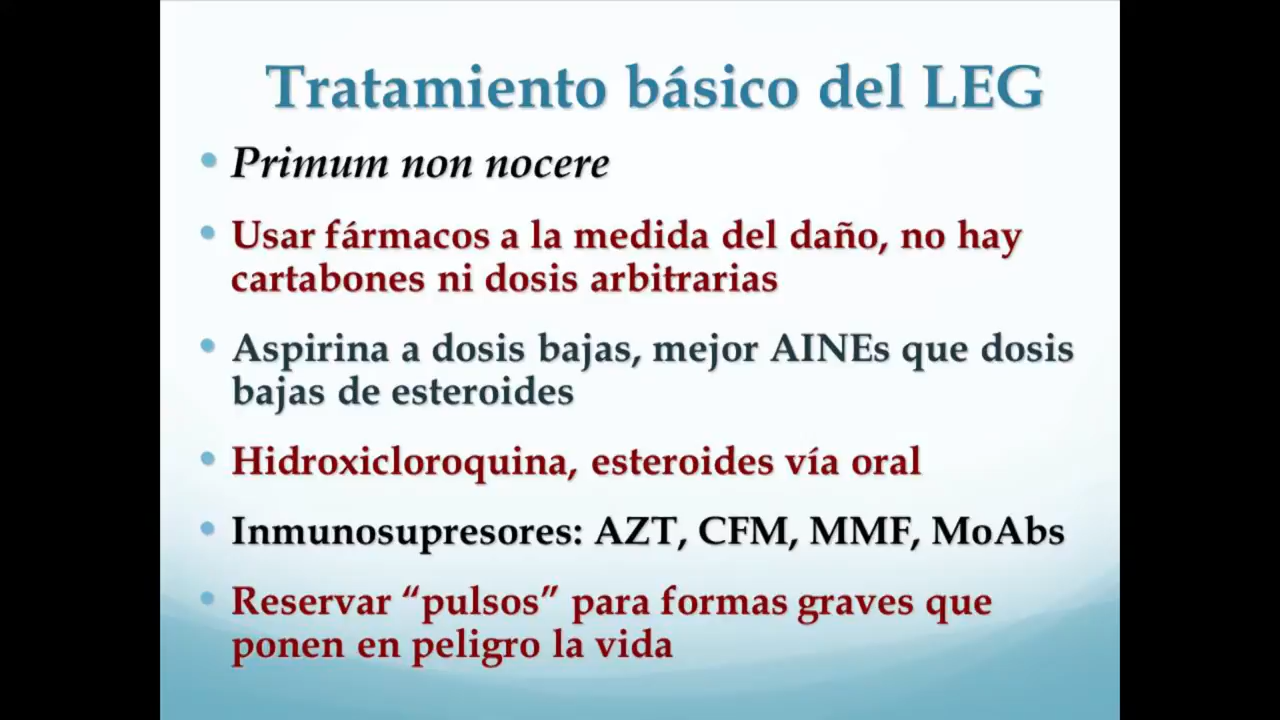 Tratamiento básico del LEG
• Primum non nocere
• Usar fármacos a la medida del daño, no hay
cartabones ni dosis arbitrarias
• Aspirina a dosis bajas, mejor AINEs que dosis
bajas de esteroides
• Hidroxicloroquina, esteroides vía oral
• Inmunosupresores: AZT, CFM, MMF, MoAbs
• Reservar “pulsos” para formas graves que
ponen en peligro la vida